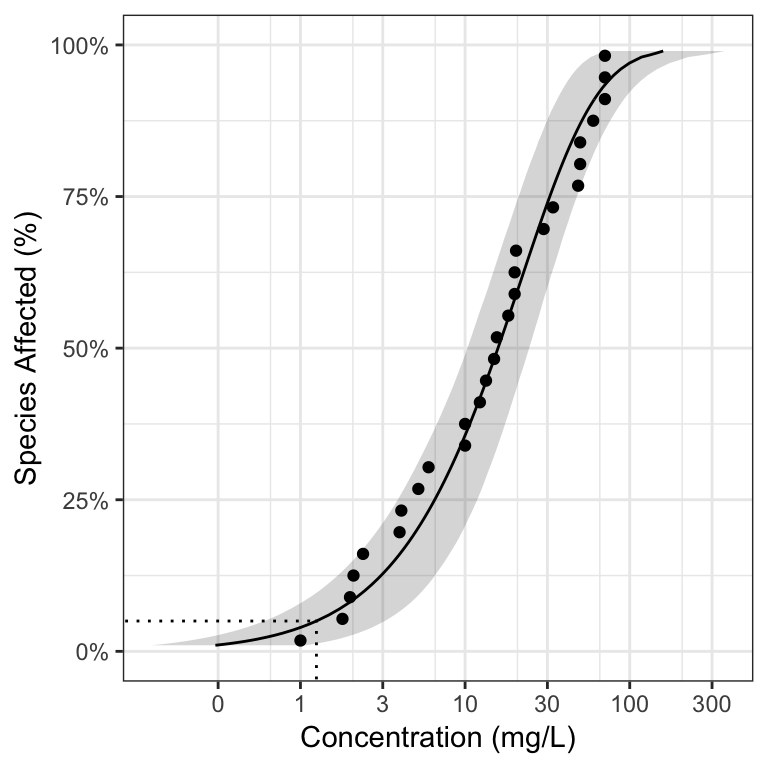 100%
75%
50%
25%
0%
Species Affected (%)
0 1 3 10 30 100 300
Concentration (mg/L)